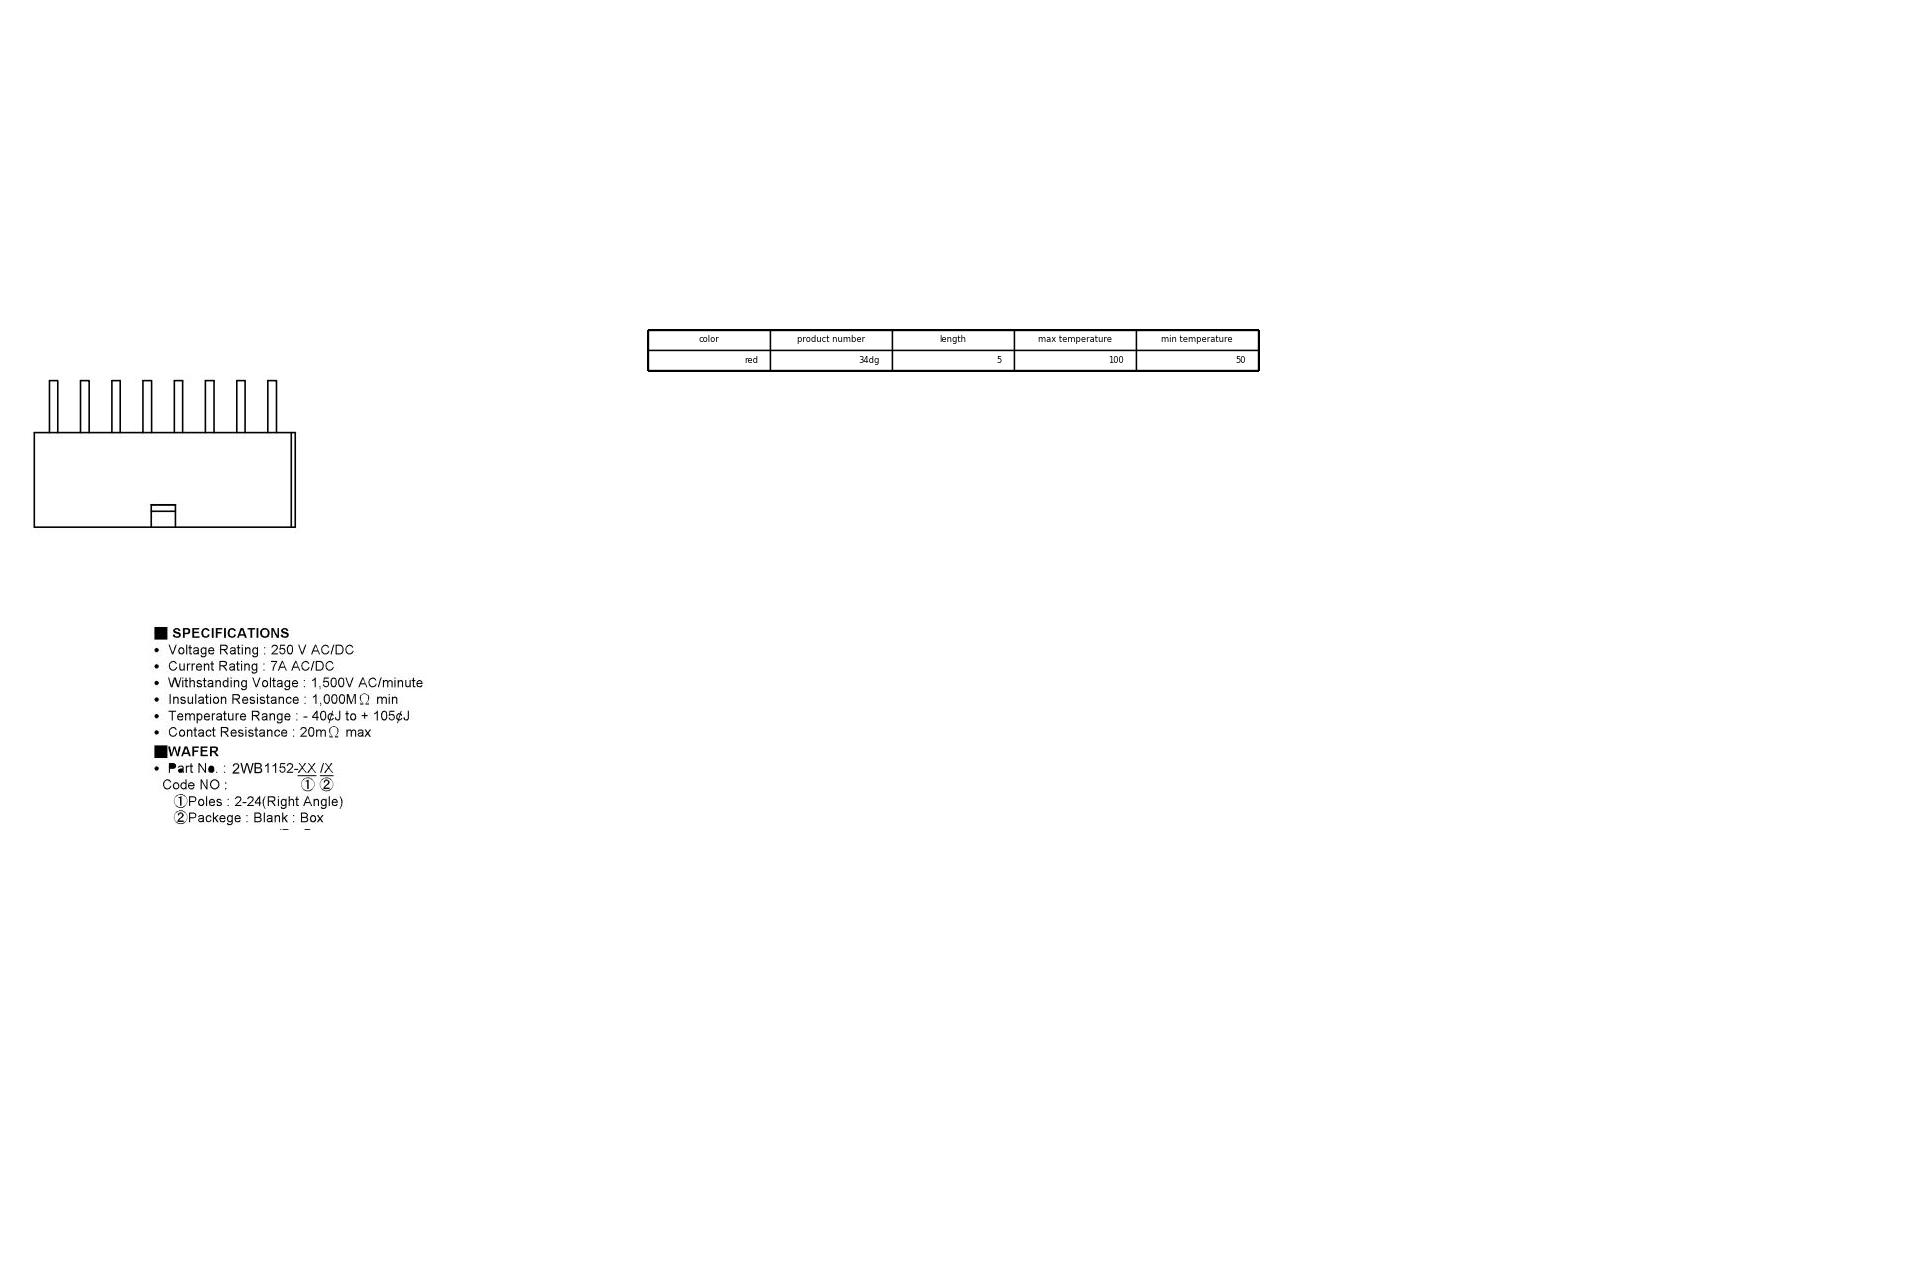 color product number length max temperature min temperature
red 34dg 5 100 50
■ SPECIFICATIONS
• Voltage Rating : 250 V AC/DC
• Current Rating : 7A AC/DC
• Withstanding Voltage : 1,500V AC/minute
• Insulation Resistance : 1,000MΩ min
• Temperature Range : - 40¢J to + 105¢J
• Contact Resistance : 20mΩ max
■WAFER
• Part No. : 2WB1152-XX /X
Code NO : ① ②
①Poles : 2-24(Right Angle)
②Packege : Blank : Box